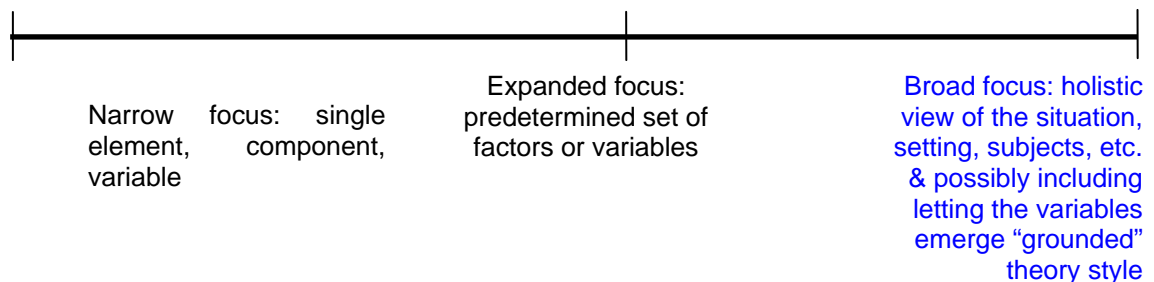 Narrow focus: single
element, component,
variable
Expanded focus:
predetermined set of
factors or variables
Broad focus: holistic
view of the situation,
setting, subjects, etc.
& possibly including
letting the variables
emerge “grounded”
theory style